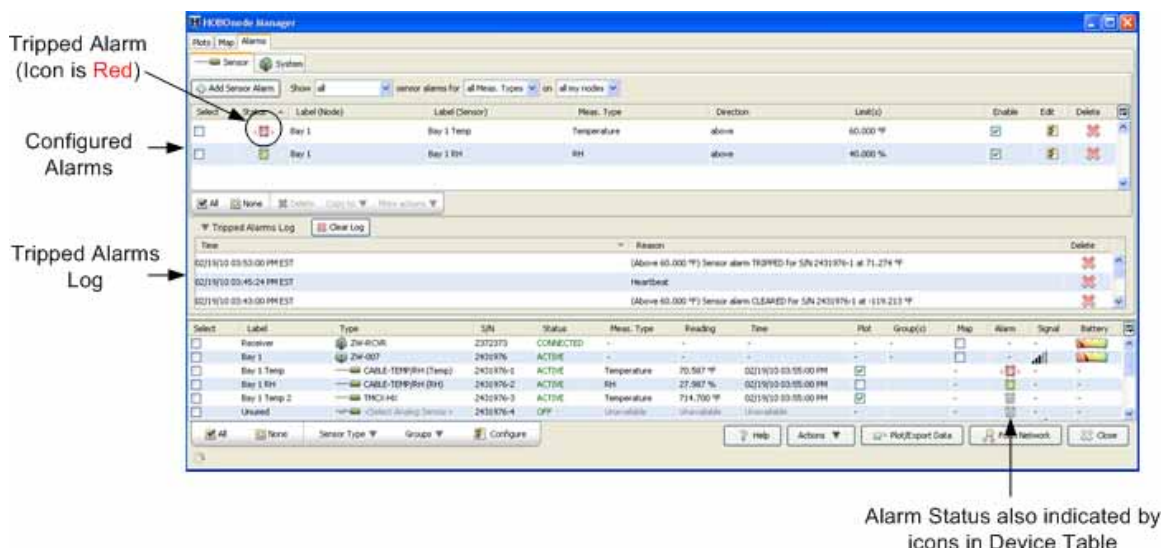 HOBOnode Manager
Tripped Alarm
(Icon is Red)
Plots Map Alarms
Sensor System
Add Sensor Alarm Show all sensor alarms for all Meas. Types on all my nodes
Select Status Label (Node) Label (Sensor) Meas. Type Direction Limit(s) Enable Edit Delete
Bay 1 Bay 1 Temp Temperature above 60.000 °F
Configured
Alarms
Bay 1 Bay 1 RH RH above 40.000 %
All None Delete Copy to More actions
Tripped Alarms Log Clear Log
Tripped Alarms
Log
Time Reason Delete
02/19/10 03:53:00 PM EST (Above 60.000 °F) Sensor alarm TRIPPED for S/N 2431976-1 at 71.274 °F
02/19/10 03:45:24 PM EST Heartbeat
02/19/10 03:43:00 PM EST (Above 60.000 °F) Sensor alarm CLEARED for S/N 2431976-1 at -119.213 °F
Select Label Type S/N Status Meas. Type Reading Time Plot Group(s) Map Alarm Signal Battery
Receiver ZW-RCVR 2372373 CONNECTED - - - - - - -
Bay 1 ZW-007 2431976 ACTIVE - - - - - -
Bay 1 Temp CABLE-TEMP/RH (Temp) 2431976-1 ACTIVE Temperature 70.587 °F 02/19/10 03:55:00 PM - - -
Bay 1 RH CABLE-TEMP/RH (RH) 2431976-2 ACTIVE RH 27.987 % 02/19/10 03:55:00 PM - - -
Bay 1 Temp 2 TMCX-HD 2431976-3 ACTIVE Temperature 714.700 °F 02/19/10 03:55:00 PM - - -
Unused <Select Analog Sensor> 2431976-4 OFF Unavailable Unavailable Unavailable - - - -
All None Sensor Type Groups Configure Help Actions Plot/Export Data Network Close
Alarm Status also indicated by
icons in Device Table